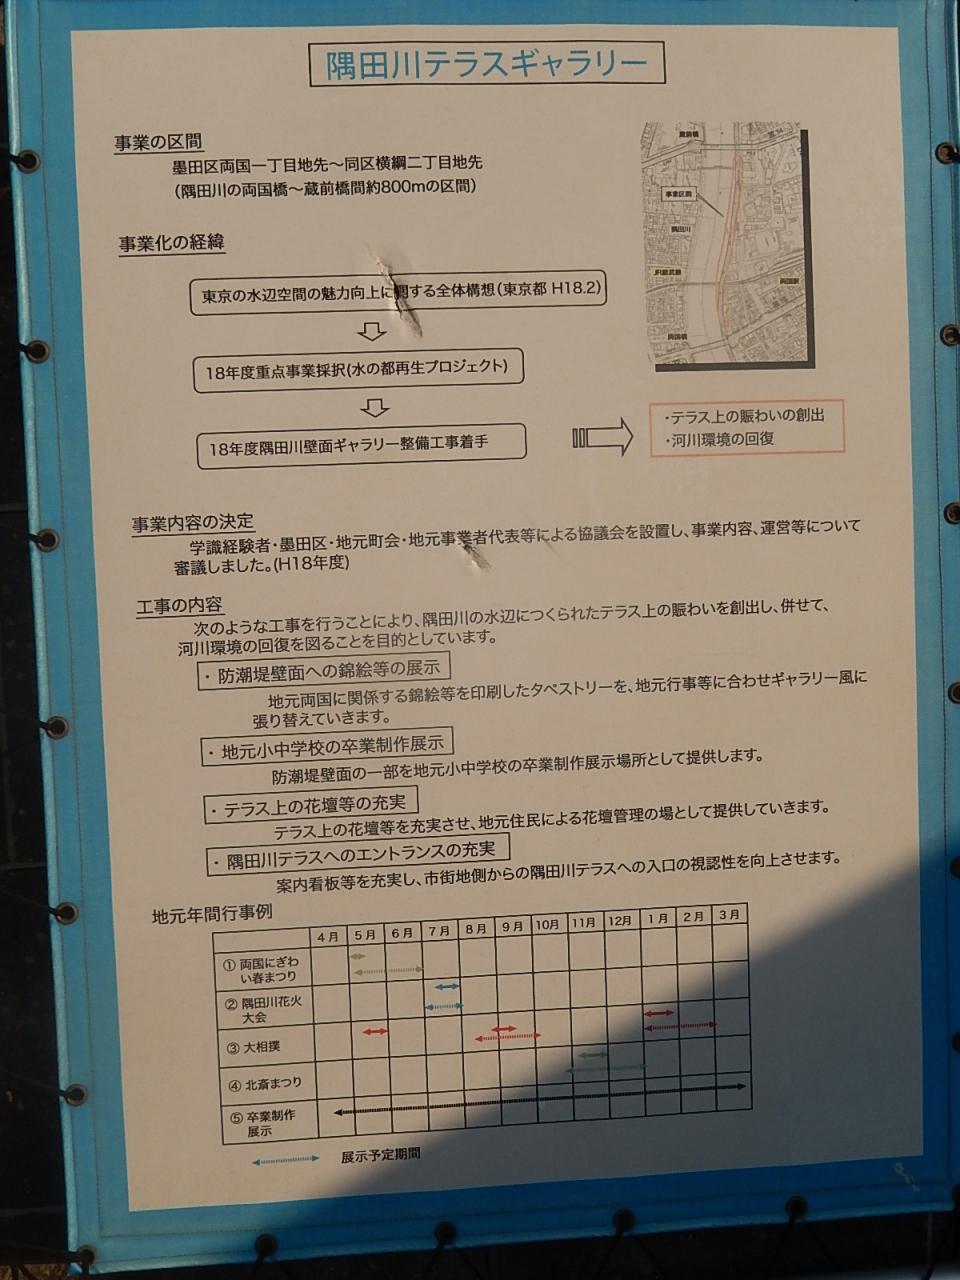 隅田川テラスギャラリー
事業の区間
墨田区両国一丁目地先～同区横綱二丁目地先
（隅田川の両国橋～蔵前橋間約800mの区間）
蔵前橋
事業区間
隅田川
JR総武線
両国駅
両国橋
事業化の経緯
東京の水辺空間の魅力向上に関する全体構想（東京都 H18.2）
18年度重点事業採択(水の都再生プロジェクト)
18年度隅田川壁面ギャラリー整備工事着手
・テラス上の賑わいの創出
・河川環境の回復
事業内容の決定
学識経験者・墨田区・地元町会・地元事業者代表等による協議会を設置し、事業内容、運営等について
審議しました。(H18年度)
工事の内容
次のような工事を行うことにより、隅田川の水辺につくられたテラス上の賑わいを創出し、併せて、
河川環境の回復を図ることを目的としています。
・防潮堤壁面への錦絵等の展示
地元両国に関係する錦絵等を印刷したタペストリーを、地元行事等に合わせギャラリー風に
張り替えていきます。
・地元小中学校の卒業制作展示
防潮堤壁面の一部を地元小中学校の卒業制作展示場所として提供します。
・テラス上の花壇等の充実
テラス上の花壇等を充実させ、地元住民による花壇管理の場として提供していきます。
・隅田川テラスへのエントランスの充実
案内看板等を充実し、市街地側からの隅田川テラスへの入口の視認性を向上させます。
地元年間行事例
4月 5月 6月 7月 8月 9月 10月 11月 12月 1月 2月 3月
① 両国にぎわ
い春まつり
② 隅田川花火
大会
③ 大相撲
④ 北斎まつり
⑤ 卒業制作
展示
展示予定期間